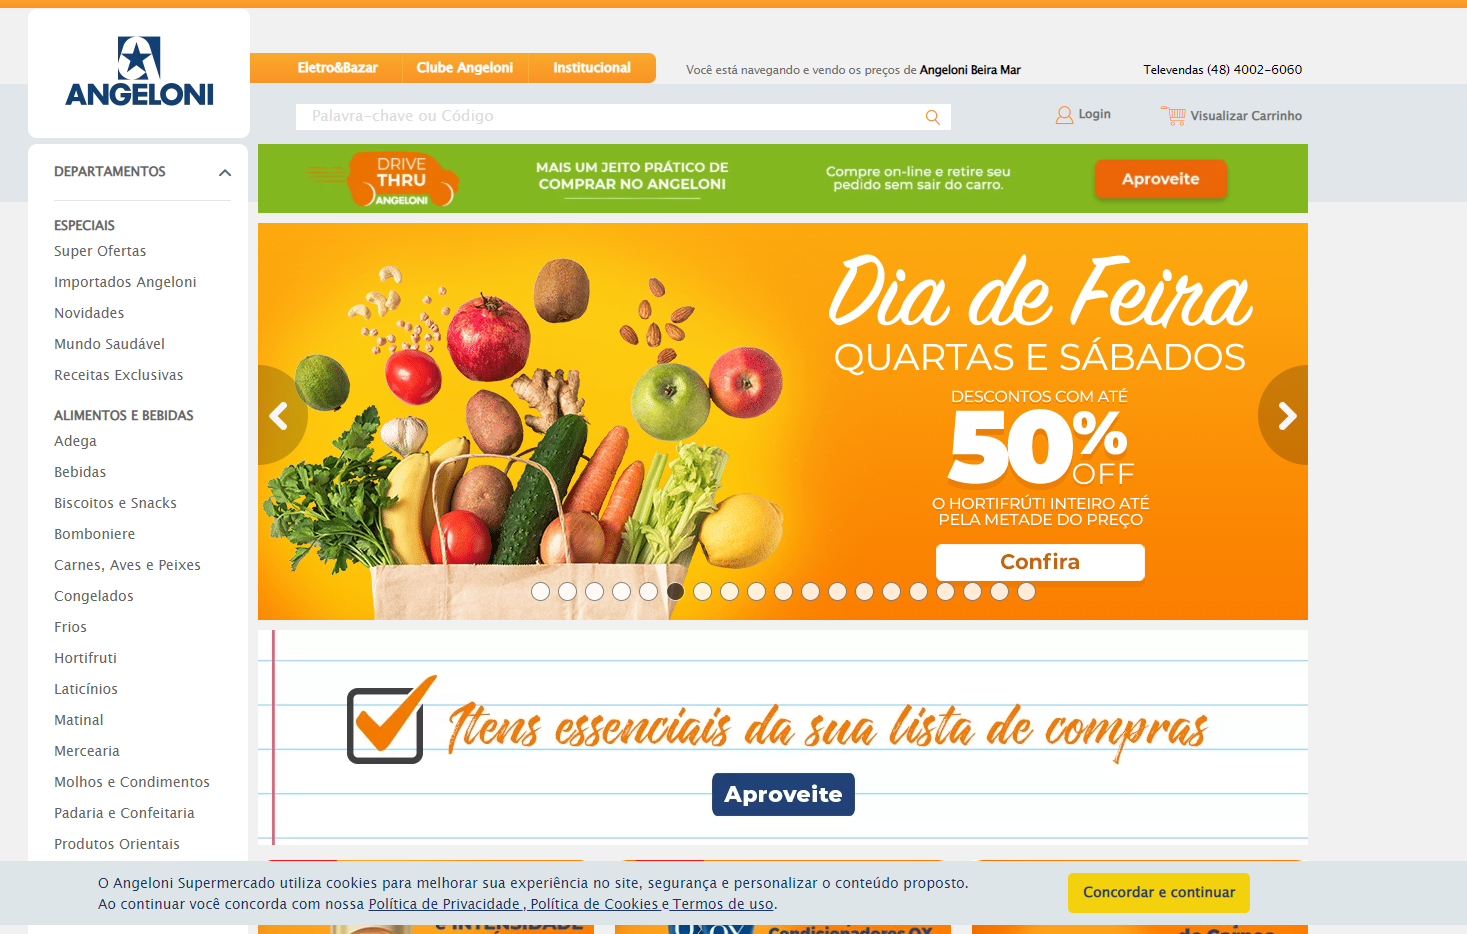 ANGELONI
Eletro&Bazar
Clube Angeloni
Institucional
Você está navegando e vendo os preços de Angeloni Beira Mar
Televendas (48) 4002-6060
Palavra-chave ou Código
Login
Visualizar Carrinho
DEPARTAMENTOS
ESPECIAIS
Super Ofertas
Importados Angeloni
Novidades
Mundo Saudável
Receitas Exclusivas
ALIMENTOS E BEBIDAS
Adega
Bebidas
Biscoitos e Snacks
Bomboniere
Carnes, Aves e Peixes
Congelados
Frios
Hortifruti
Laticínios
Matinal
Mercearia
Molhos e Condimentos
Padaria e Confeitaria
Produtos Orientais
DRIVE
THRU
ANGELONI
MAIS UM JEITO PRÁTICO DE
COMPRAR NO ANGELONI
Compre on-line e retire seu
pedido sem sair do carro.
Aproveite
Dia de Feira
QUARTAS E SÁBADOS
DESCONTOS COM ATÉ
50%
OFF
O HORTIFRÚTI INTEIRO ATÉ
PELA METADE DO PREÇO
Confira
Itens essenciais da sua lista de compras
Aproveite
O Angeloni Supermercado utiliza cookies para melhorar sua experiência no site, segurança e personalizar o conteúdo proposto.
Ao continuar você concorda com nossa Política de Privacidade , Política de Cookies e Termos de uso.
Concordar e continuar
e INTENSIDADE
Condicionadores OX
de Carnes